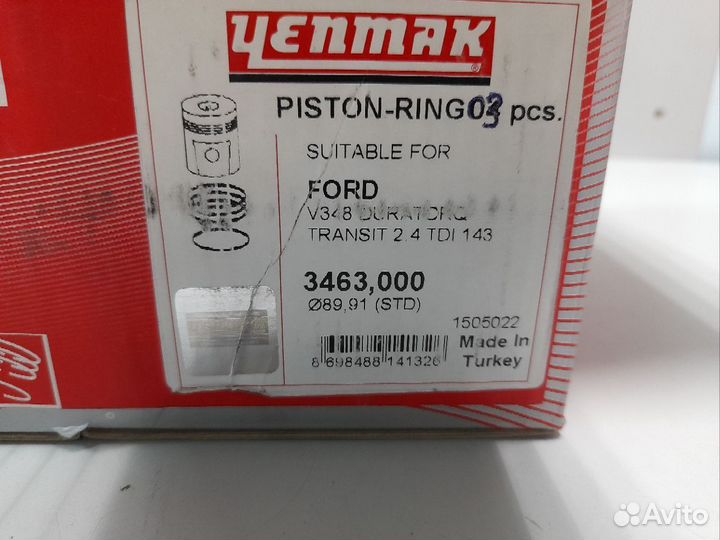 YENMAK
®
PISTON-RING 03 pcs.
SUITABLE FOR
FORD
V348 DURATORQ
TRANSIT 2.4 TDI 143
3463,000
Ø89,91 (STD)
1505022
Made In
Turkey
8 698488 141326
Avito